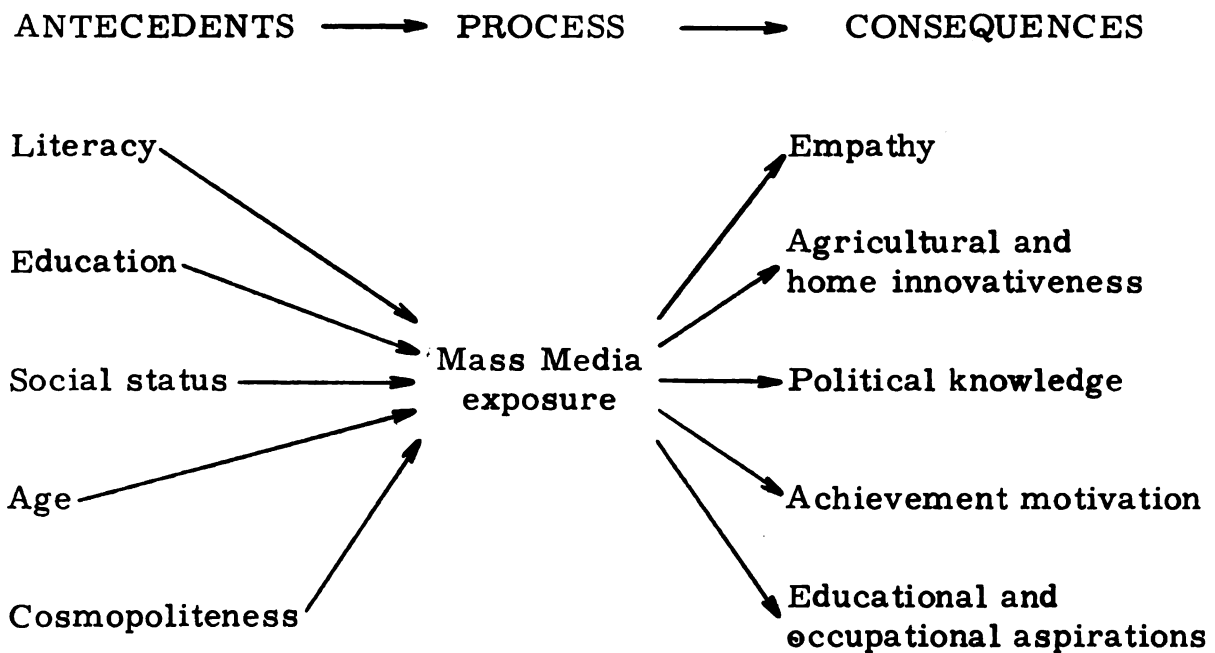 ANTECEDENTS PROCESS CONSEQUENCES
Literacy
Education
Social status
Age
Cosmopoliteness
Mass Media
exposure
Empathy
Agricultural and
home innovativeness
Political knowledge
Achievement motivation
Educational and
occupational aspirations